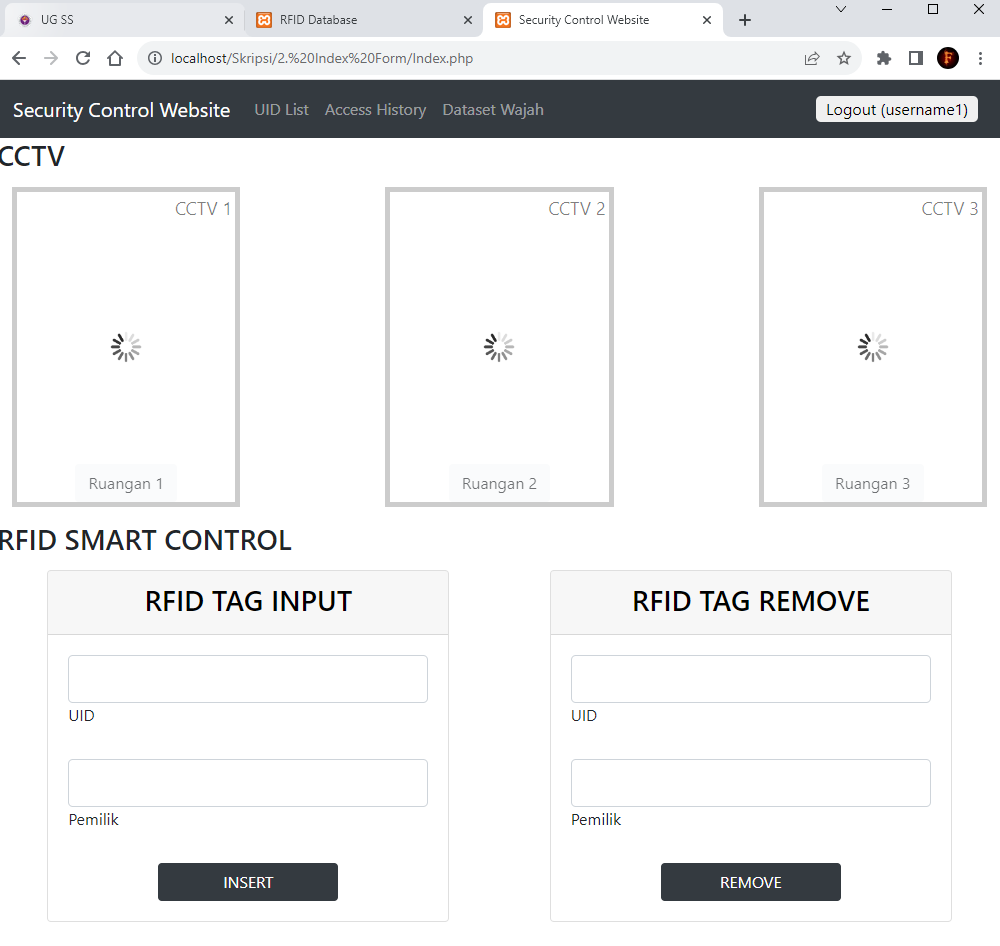 UG SS
RFID Database
Security Control Website
localhost/Skripsi/2.%20Index%20Form/Index.php
Security Control Website UID List Access History Dataset Wajah Logout (username1)
CCTV
CCTV 1 CCTV 2 CCTV 3
Ruangan 1 Ruangan 2 Ruangan 3
RFID SMART CONTROL
RFID TAG INPUT
UID
Pemilik
INSERT
RFID TAG REMOVE
UID
Pemilik
REMOVE